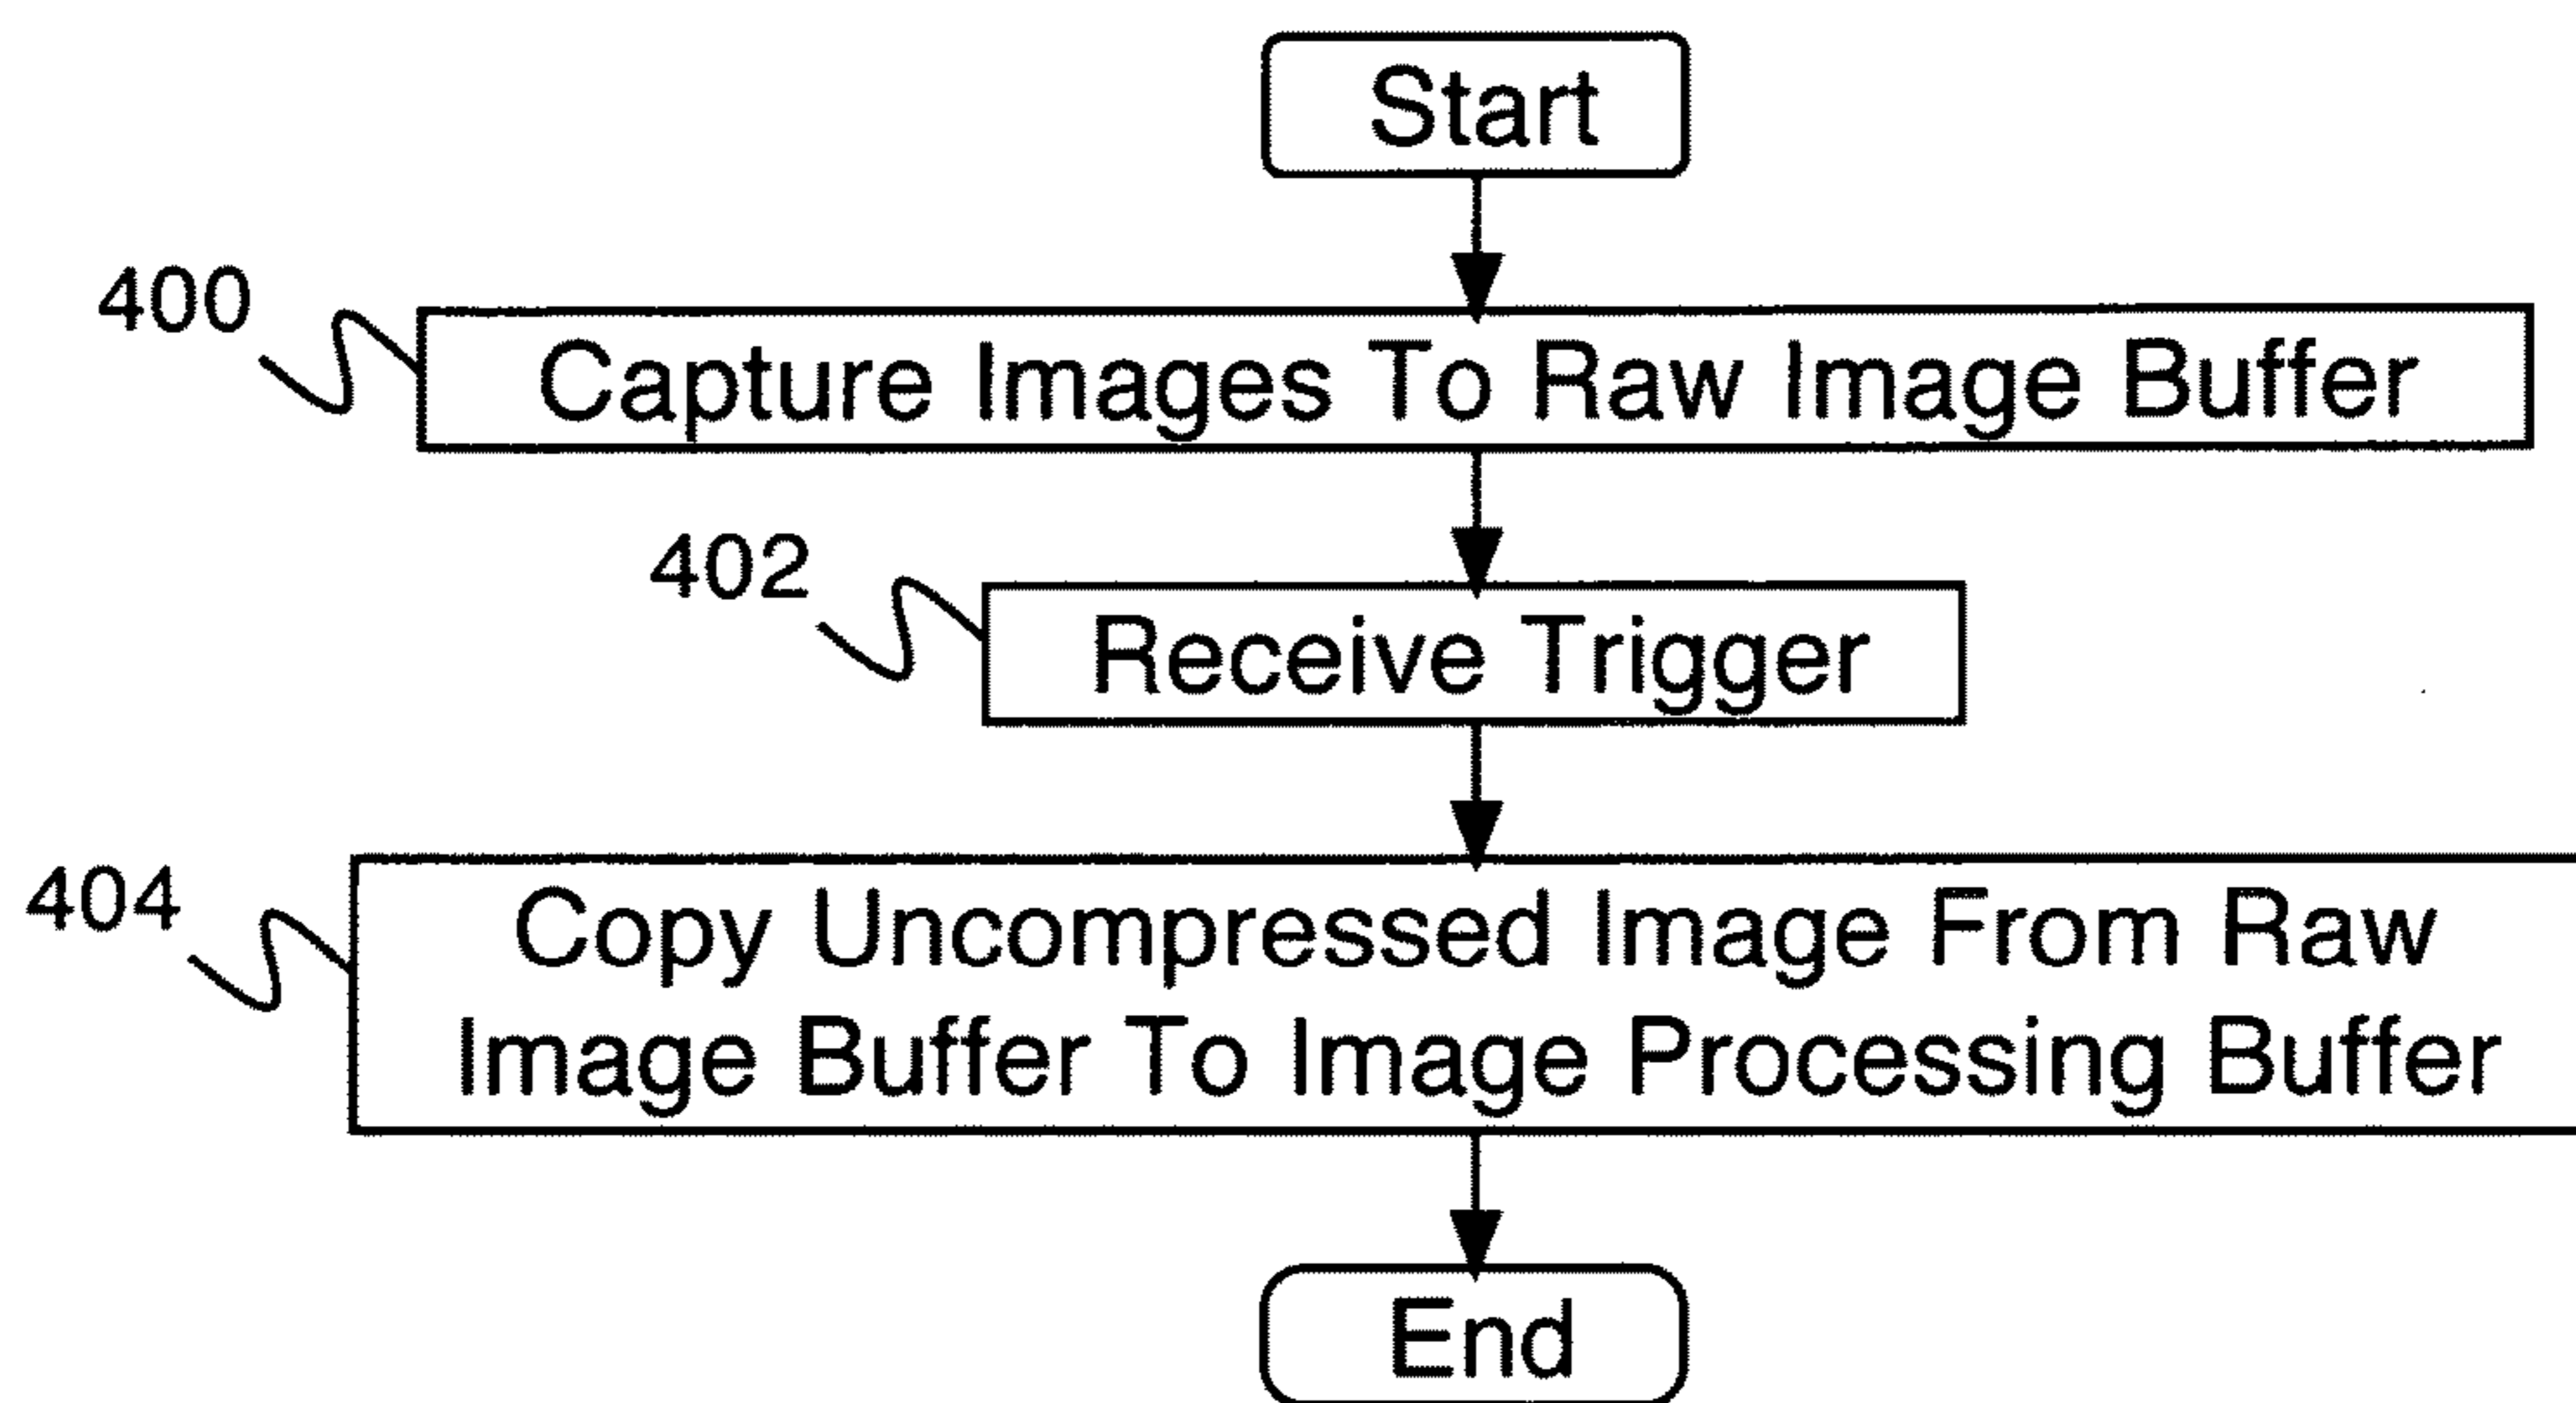 Start
400
Capture Images To Raw Image Buffer
402
Receive Trigger
404
Copy Uncompressed Image From Raw
Image Buffer To Image Processing Buffer
End